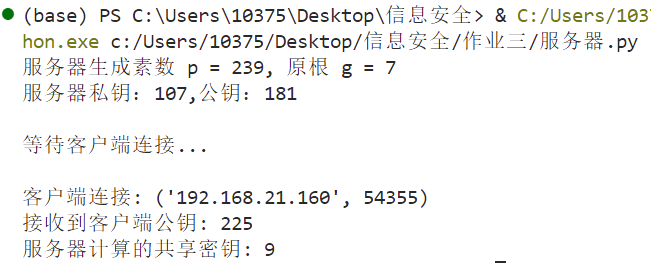 (base) PS C:\Users\10375\Desktop\信息安全> & C:/Users/1037
hon.exe c:/Users/10375/Desktop/信息安全/作业三/服务器.py
服务器生成素数 p = 239, 原根 g = 7
服务器私钥: 107,公钥: 181
等待客户端连接...
客户端连接: ('192.168.21.160', 54355)
接收到客户端公钥: 225
服务器计算的共享密钥: 9